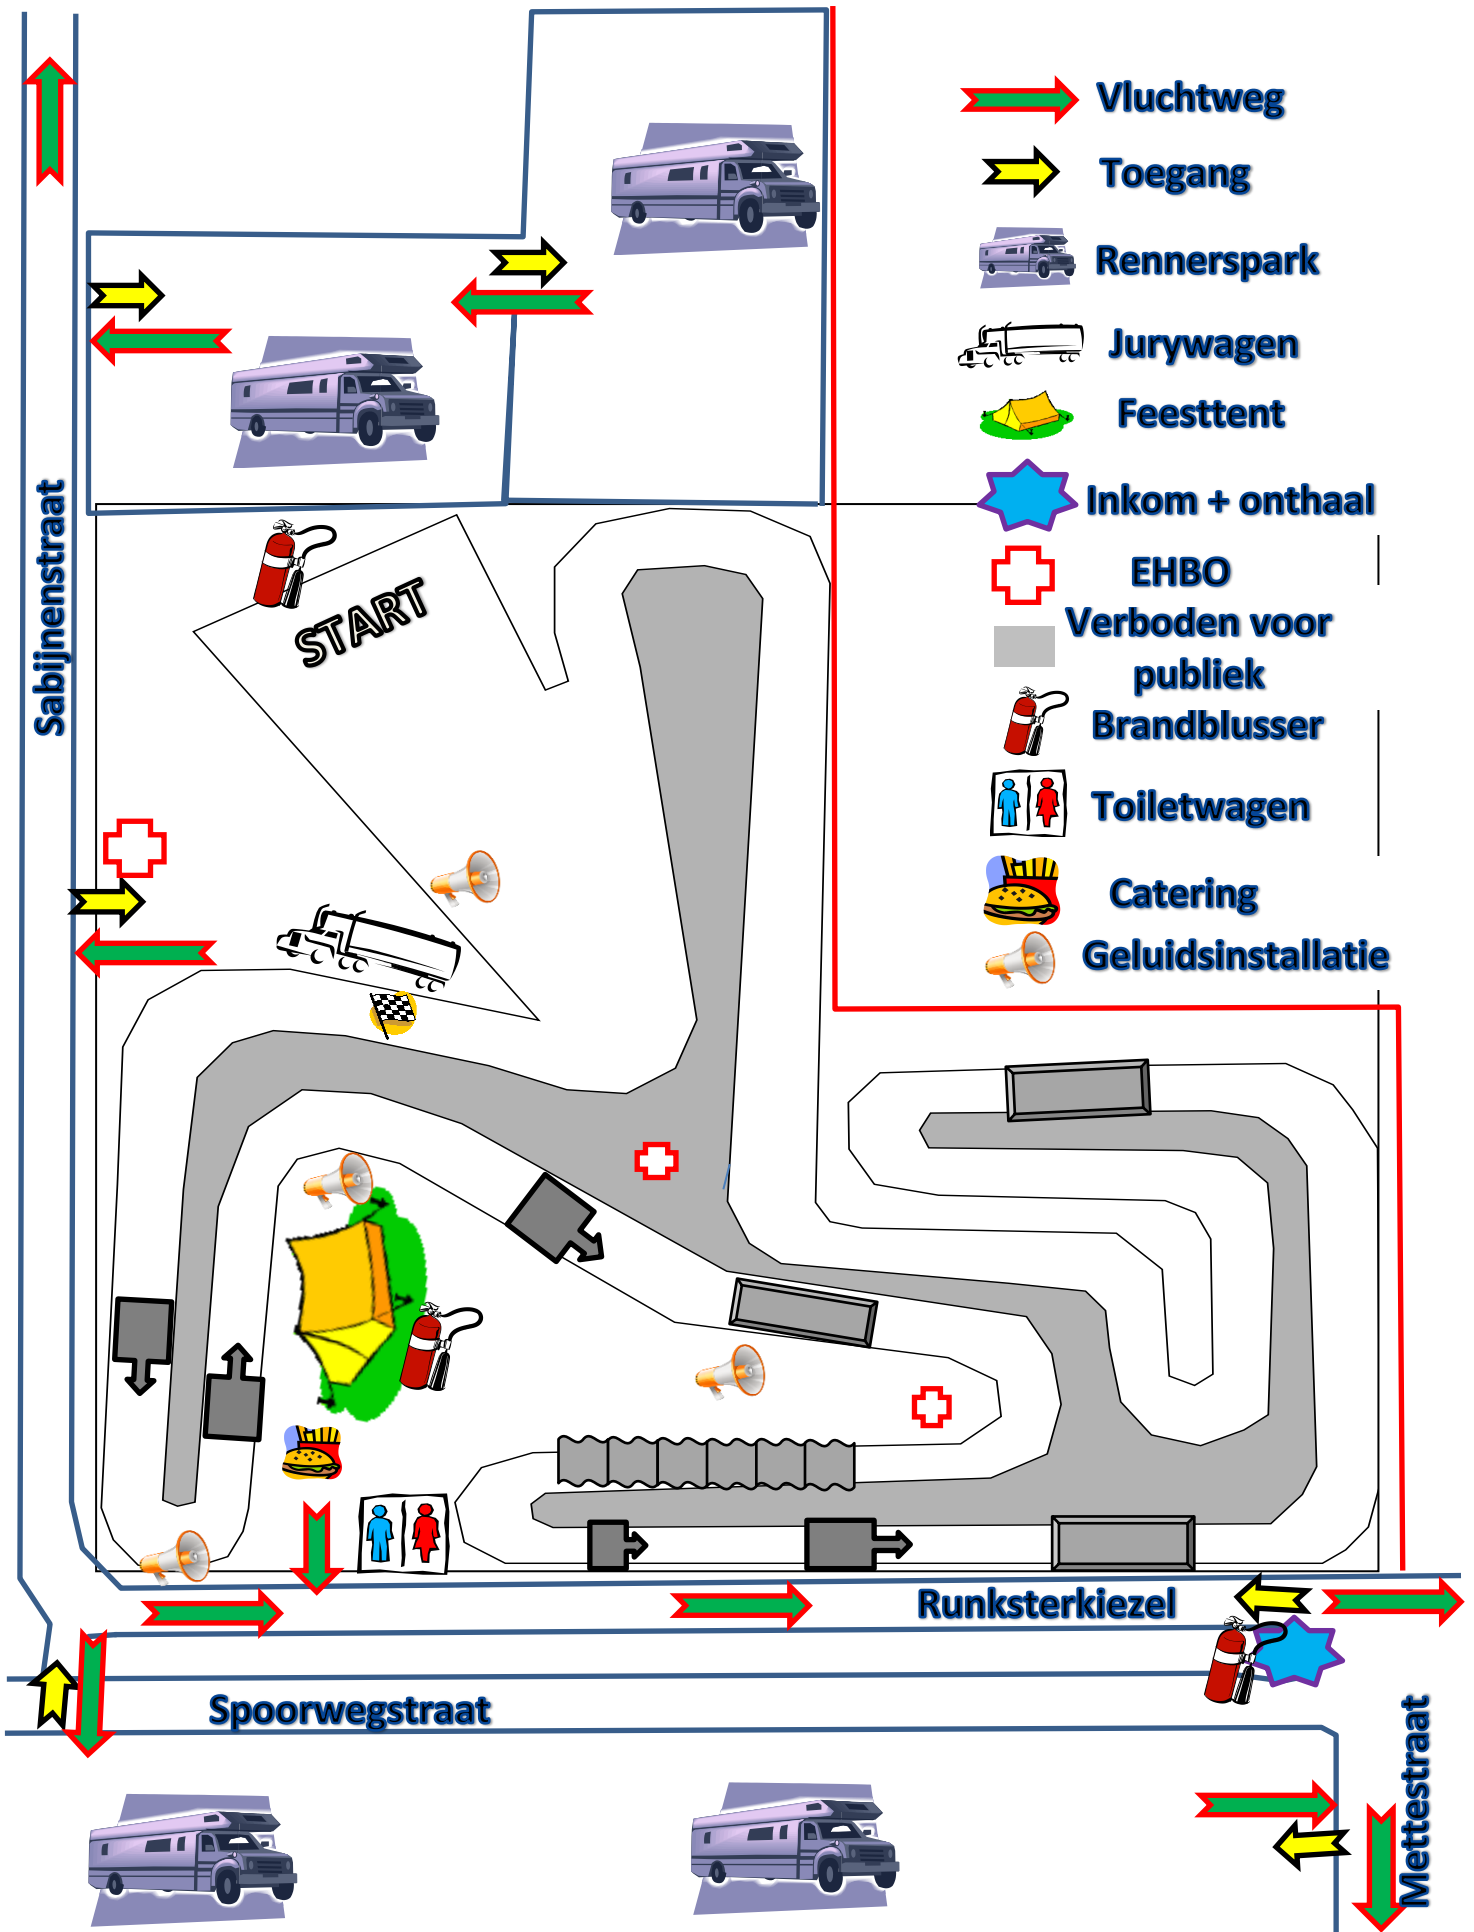 Vluchtweg
Toegang
Rennerspark
Jurywagen
Feesttent
Inkom + onthaal
EHBO
Verboden voor
publiek
Brandblusser
Toiletwagen
Catering
Geluidsinstallatie
Sabijnenstraat
START
Runksterkiezel
Spoorwegstraat
Mettestraat